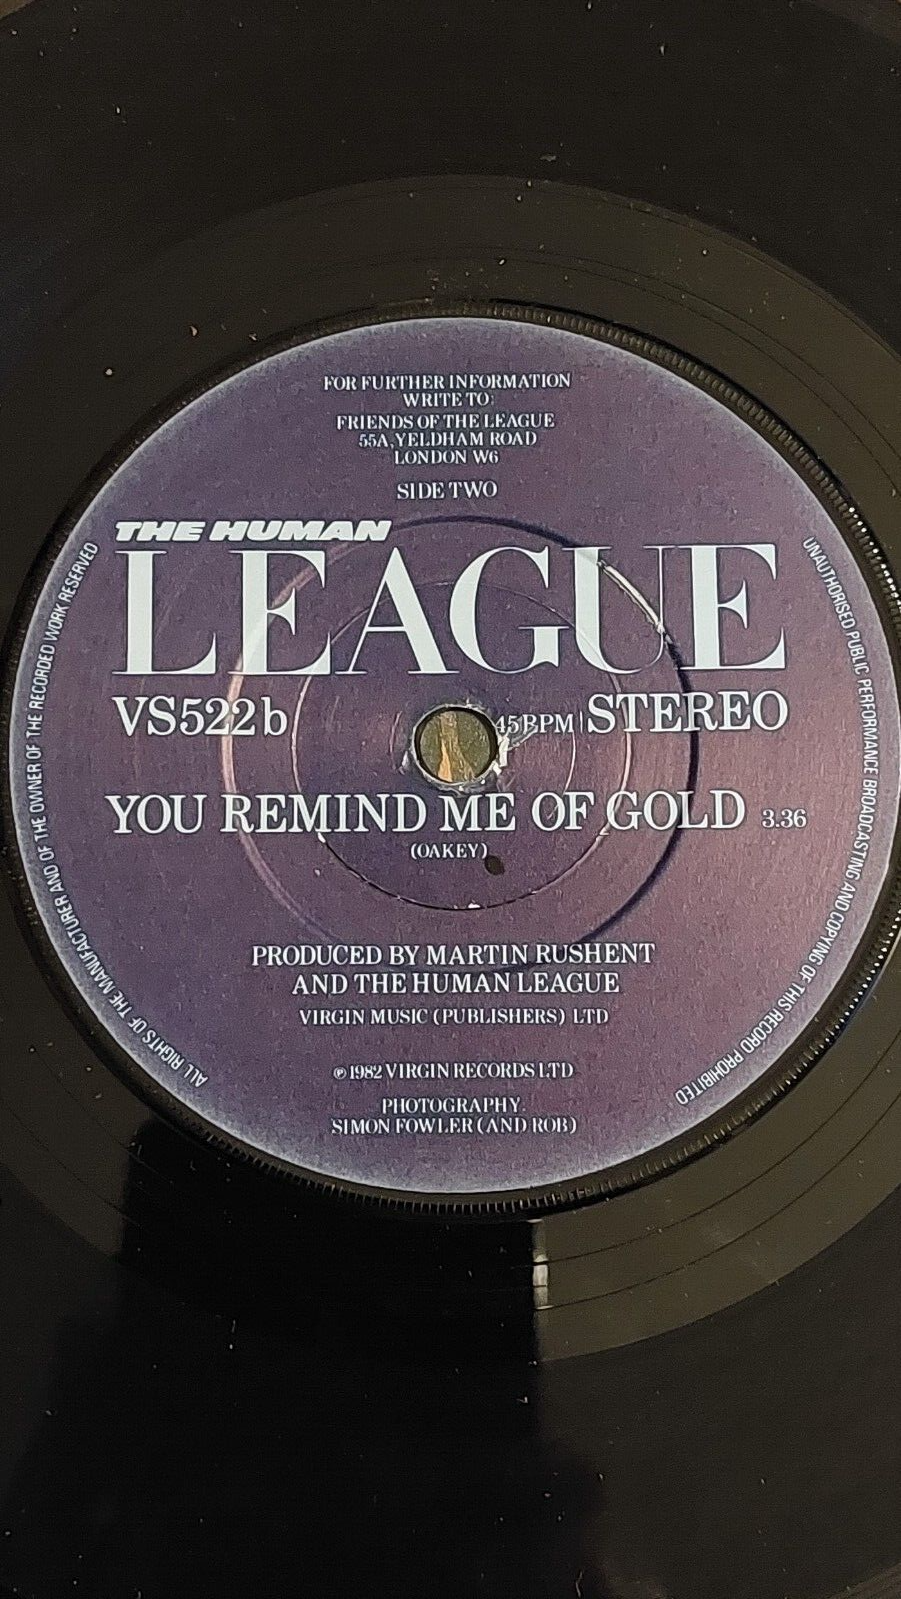 FOR FURTHER INFORMATION
WRITE TO:
FRIENDS OF THE LEAGUE
55A, YELDHAM ROAD
LONDON W6
SIDE TWO
THE HUMAN
LEAGUE
VS522b 45RPM | STEREO
YOU REMIND ME OF GOLD 3.36
(OAKEY)
PRODUCED BY MARTIN RUSHENT
AND THE HUMAN LEAGUE
VIRGIN MUSIC (PUBLISHERS) LTD
℗ 1982 VIRGIN RECORDS LTD
PHOTOGRAPHY:
SIMON FOWLER (AND ROB)
ALL RIGHTS OF THE MANUFACTURER AND OF THE OWNER OF THE RECORDED WORK RESERVED
UNAUTHORISED PUBLIC PERFORMANCE BROADCASTING AND COPYING OF THIS RECORD PROHIBITED